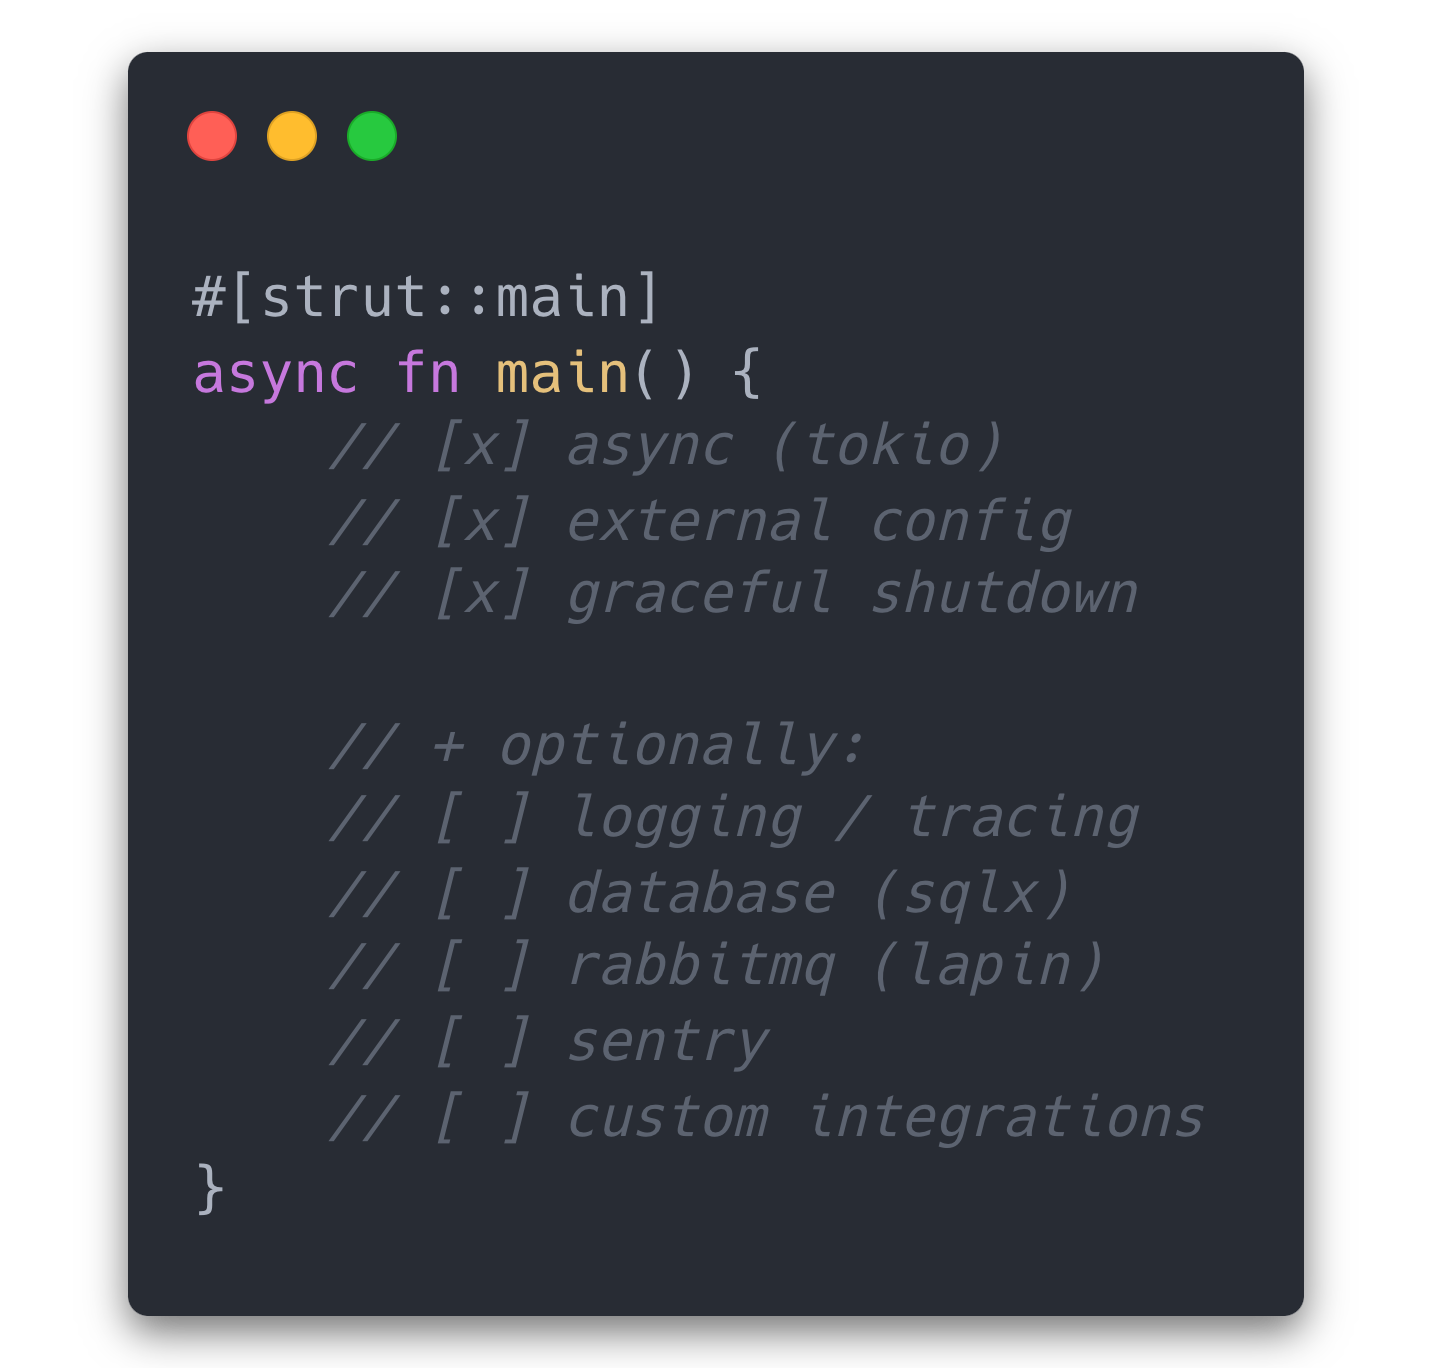 #[strut::main]
async fn main() {
    // [x] async (tokio)
    // [x] external config
    // [x] graceful shutdown

    // + optionally:
    // [ ] logging / tracing
    // [ ] database (sqlx)
    // [ ] rabbitmq (lapin)
    // [ ] sentry
    // [ ] custom integrations
}